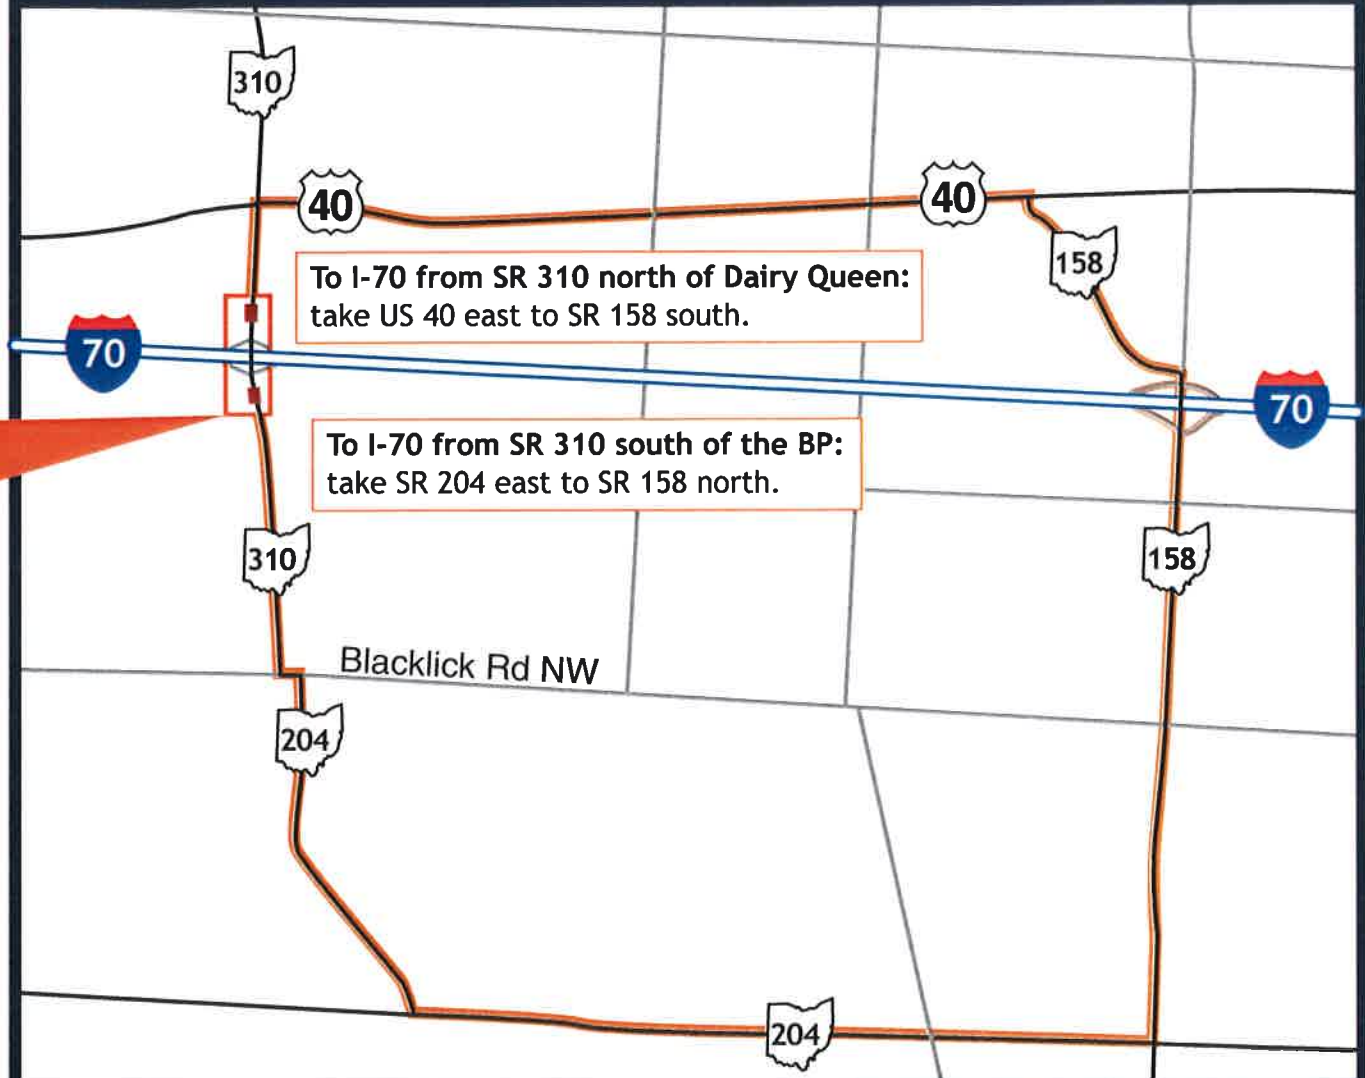 310
40
40
158
To I-70 from SR 310 north of Dairy Queen:
take US 40 east to SR 158 south.
70
70
To I-70 from SR 310 south of the BP:
take SR 204 east to SR 158 north.
310
158
Blacklick Rd NW
204
204